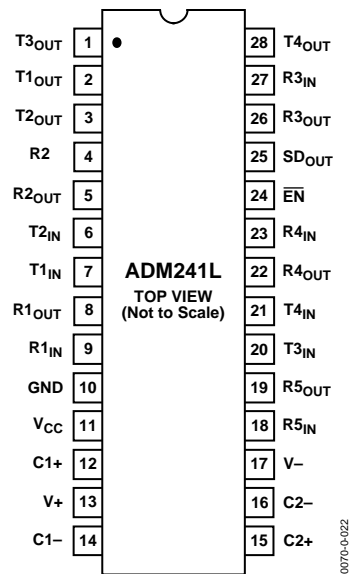 T3OUT 1 28 T4OUT
T1OUT 2 27 R3IN
T2OUT 3 26 R3OUT
R2 4 25 SDOUT
R2OUT 5 24 E̅N̅
T2IN 6 23 R4IN
T1IN 7 ADM241L 22 R4OUT
TOP VIEW
R1OUT 8 (Not to Scale) 21 T4IN
R1IN 9 20 T3IN
GND 10 19 R5OUT
VCC 11 18 R5IN
C1+ 12 17 V–
V+ 13 16 C2–
C1– 14 15 C2+
0070-0-022